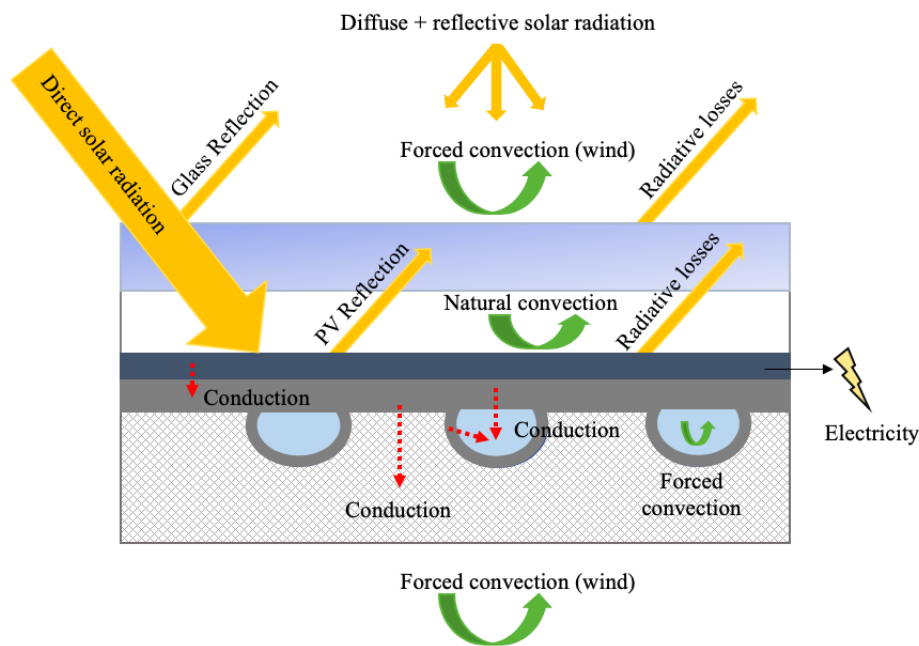 Diffuse + reflective solar radiation
Direct solar
radiation
Glass Reflection
Forced convection (wind)
Radiative losses
PV Reflection
Natural convection
Radiative losses
Conduction
Conduction
Electricity
Forced
convection
Conduction
Forced convection (wind)